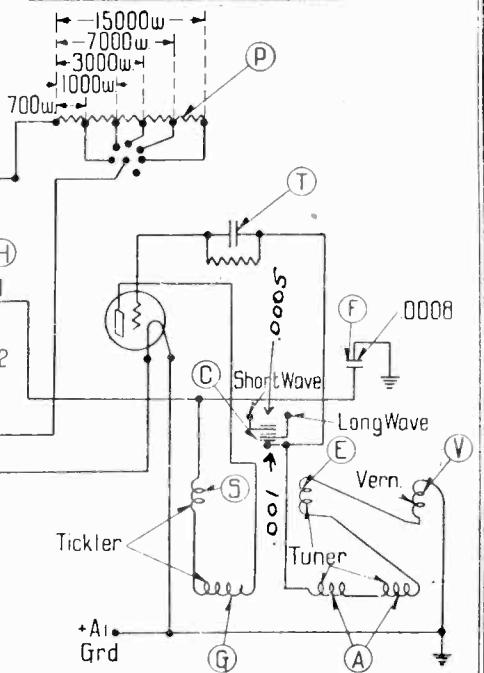 15000w.
7000w.
3000w.
1000w.
700w.
P
T
H
.0005
F
.0008
2
C
Short Wave
Long Wave
E
V
Vern.
S
.001
Tickler
Tuner
+A1
Grd
G
A